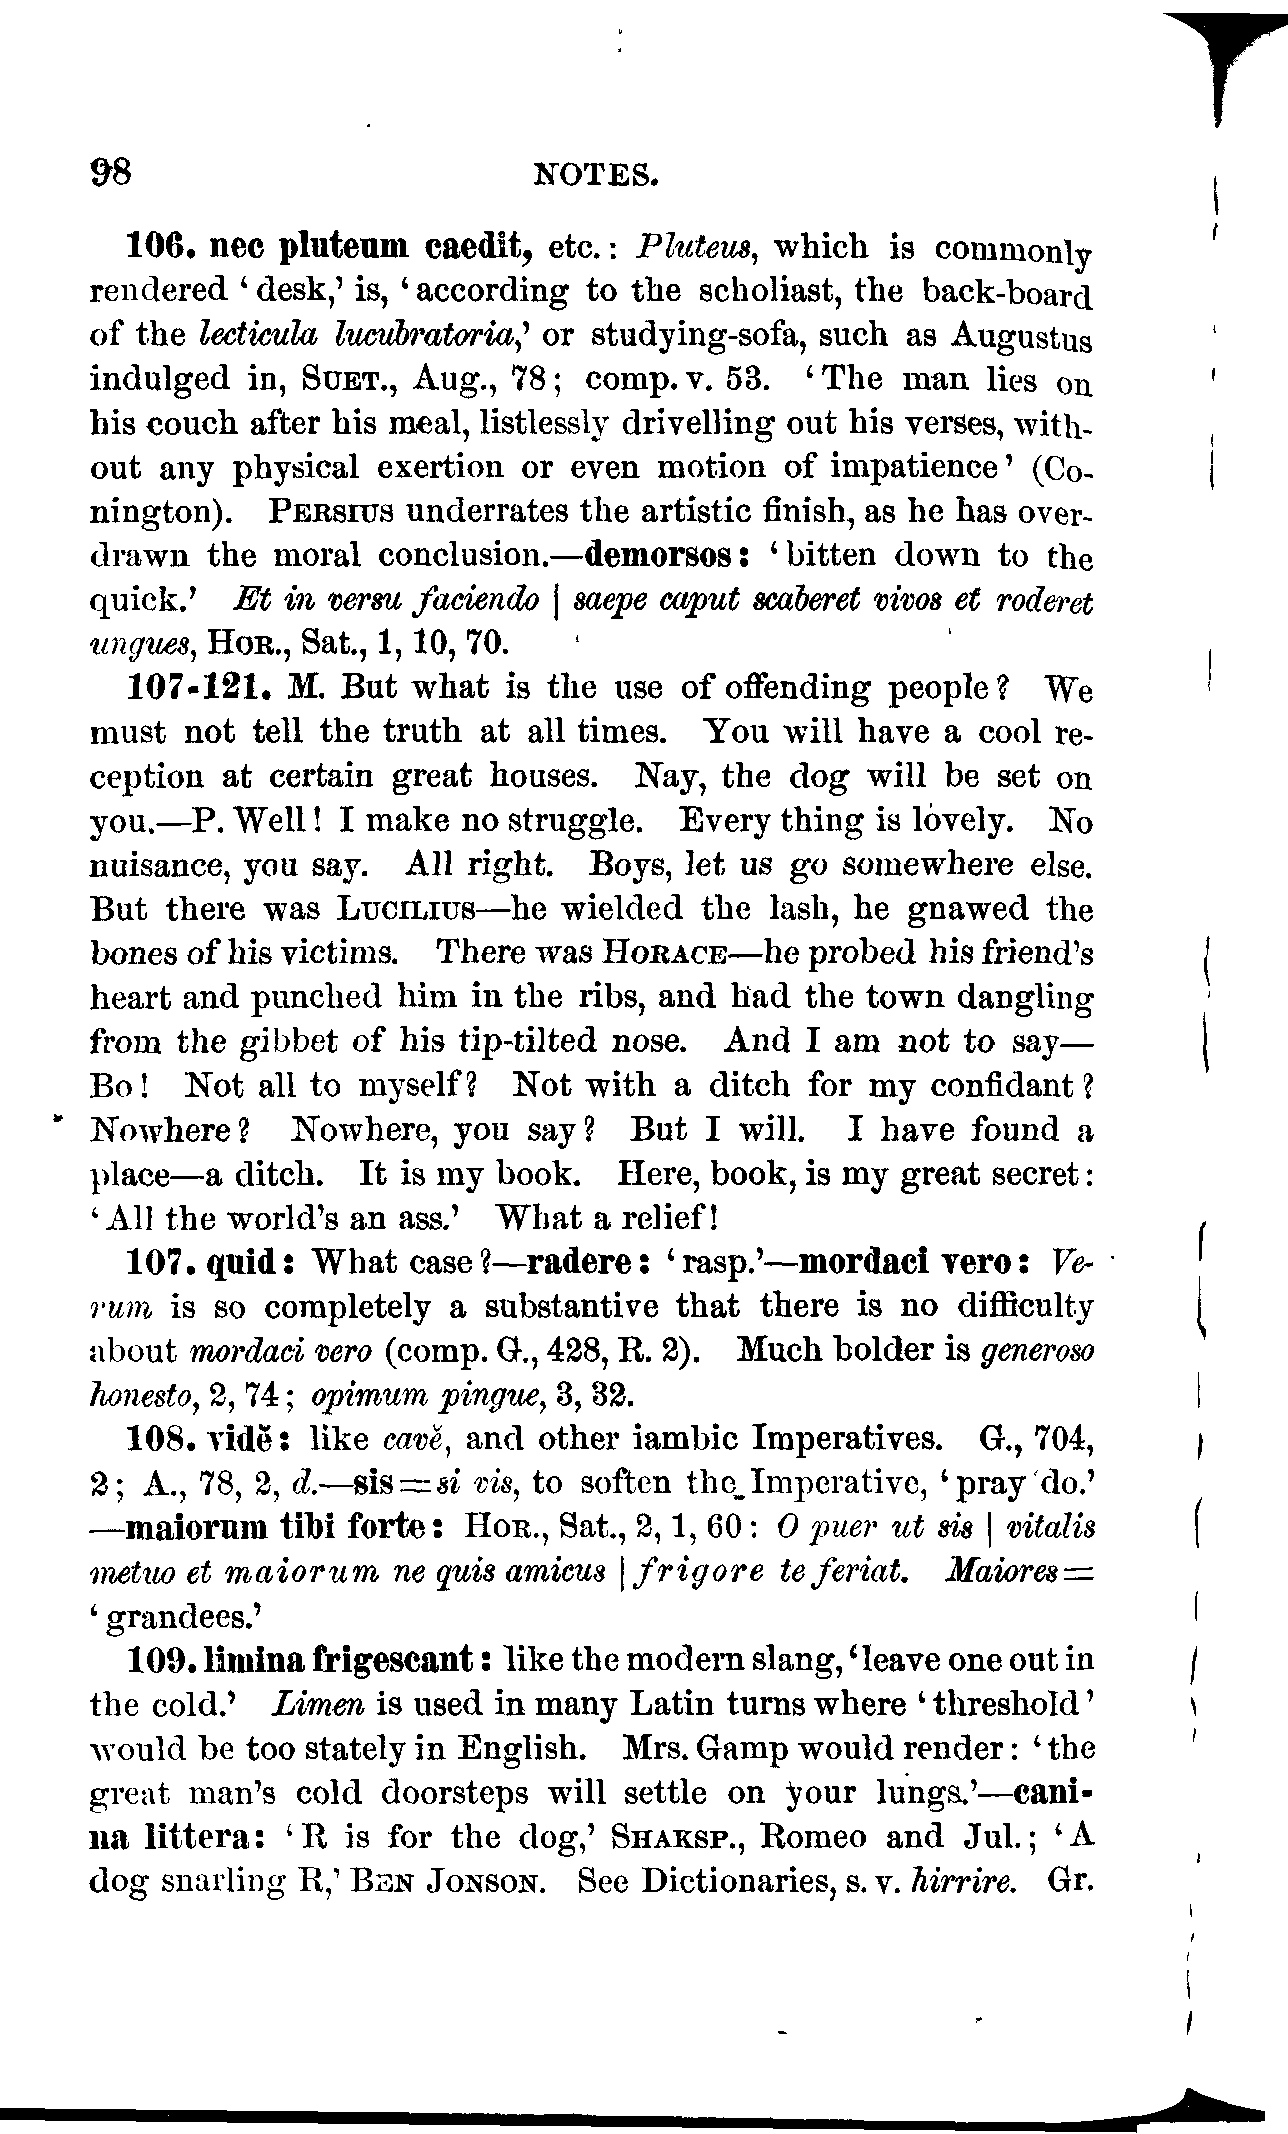 98 NOTES.
106. nec pluteum caedit, etc.: Pluteus, which is commonly
rendered ‘desk,’ is, ‘according to the scholiast, the back-board
of the lecticula lucubratoria,’ or studying-sofa, such as Augustus
indulged in, SUET., Aug., 78; comp. v. 53. ‘The man lies on
his couch after his meal, listlessly drivelling out his verses, with-
out any physical exertion or even motion of impatience’ (Co-
nington). PERSIUS underrates the artistic finish, as he has over-
drawn the moral conclusion.—demorsos: ‘bitten down to the
quick.’ Et in versu faciendo | saepe caput scaberet vivos et roderet
ungues, HOR., Sat., 1, 10, 70.
107-121. M. But what is the use of offending people? We
must not tell the truth at all times. You will have a cool re-
ception at certain great houses. Nay, the dog will be set on
you.—P. Well! I make no struggle. Every thing is lovely. No
nuisance, you say. All right. Boys, let us go somewhere else.
But there was LUCILIUS—he wielded the lash, he gnawed the
bones of his victims. There was HORACE—he probed his friend’s
heart and punched him in the ribs, and had the town dangling
from the gibbet of his tip-tilted nose. And I am not to say—
Bo! Not all to myself? Not with a ditch for my confidant?
Nowhere? Nowhere, you say? But I will. I have found a
place—a ditch. It is my book. Here, book, is my great secret:
‘All the world’s an ass.’ What a relief!
107. quid: What case?—radere: ‘rasp.’—mordaci vero: Ve-
rum is so completely a substantive that there is no difficulty
about mordaci vero (comp. G., 428, R. 2). Much bolder is generoso
honesto, 2, 74; opimum pingue, 3, 32.
108. vidĕ: like cavĕ, and other iambic Imperatives. G., 704,
2; A., 78, 2, d.—sis=si vis, to soften the Imperative, ‘pray do.’
—maiorum tibi forte: HOR., Sat., 2, 1, 60: O puer ut sis | vitalis
metuo et maiorum ne quis amicus | frigore te feriat. Maiores=
‘grandees.’
109. limina frigescant: like the modern slang, ‘leave one out in
the cold.’ Limen is used in many Latin turns where ‘threshold’
would be too stately in English. Mrs. Gamp would render: ‘the
great man’s cold doorsteps will settle on your lungs.’—cani-
na littera: ‘R is for the dog,’ SHAKSP., Romeo and Jul.; ‘A
dog snarling R,’ BEN JONSON. See Dictionaries, s. v. hirrire. Gr.